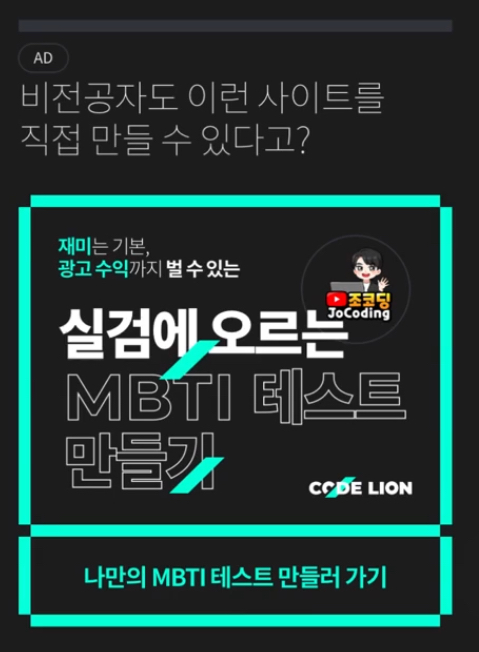 AD
비전공자도 이런 사이트를
직접 만들 수 있다고?
재미는 기본,
광고 수익까지 벌 수 있는
조코딩
JoCoding
실검에 오르는
MBTI 테스트
만들기
CODE LION
나만의 MBTI 테스트 만들러 가기